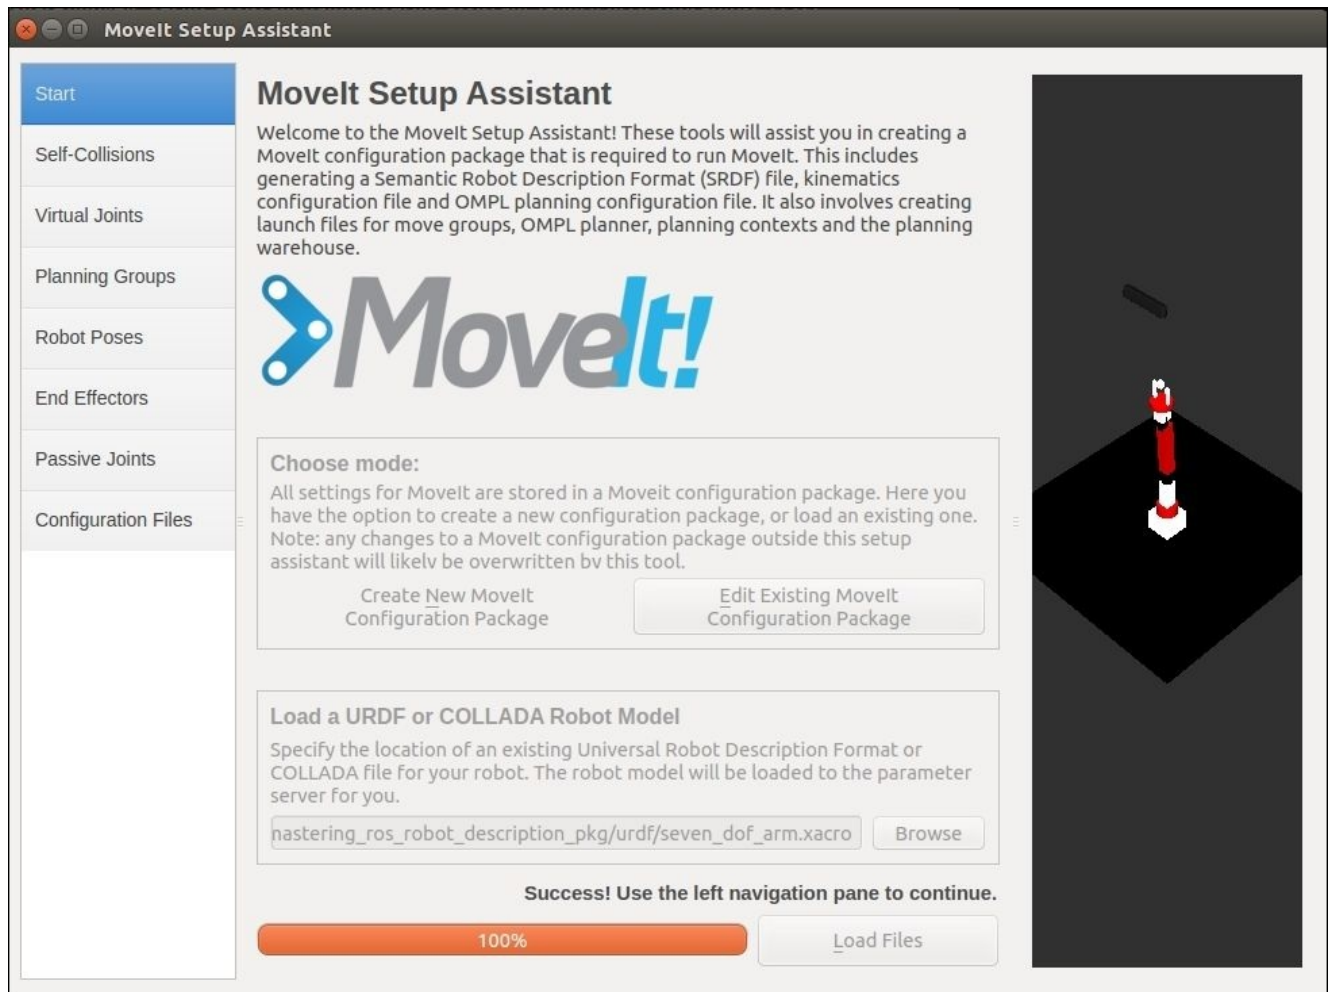 MoveIt Setup Assistant
Start
Self-Collisions
Virtual Joints
Planning Groups
Robot Poses
End Effectors
Passive Joints
Configuration Files
MoveIt Setup Assistant
Welcome to the MoveIt Setup Assistant! These tools will assist you in creating a
MoveIt configuration package that is required to run MoveIt. This includes
generating a Semantic Robot Description Format (SRDF) file, kinematics
configuration file and OMPL planning configuration file. It also involves creating
launch files for move groups, OMPL planner, planning contexts and the planning
warehouse.
MoveIt!
Choose mode:
All settings for MoveIt are stored in a Moveit configuration package. Here you
have the option to create a new configuration package, or load an existing one.
Note: any changes to a MoveIt configuration package outside this setup
assistant will likely be overwritten by this tool.
Create New MoveIt
Configuration Package
Edit Existing MoveIt
Configuration Package
Load a URDF or COLLADA Robot Model
Specify the location of an existing Universal Robot Description Format or
COLLADA file for your robot. The robot model will be loaded to the parameter
server for you.
nastering_ros_robot_description_pkg/urdf/seven_dof_arm.xacro
Browse
Success! Use the left navigation pane to continue.
100%
Load Files